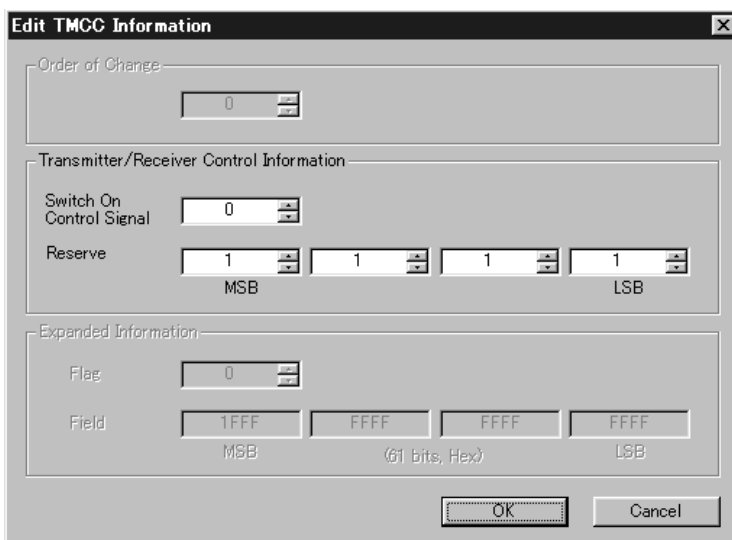 Edit TMCC Information
Order of Change
0
Transmitter/Receiver Control Information
Switch On
Control Signal
0
Reserve
1 1 1 1
MSB LSB
Expanded Information
Flag
0
Field
1FFF FFFF FFFF FFFF
MSB (61 bits, Hex) LSB
OK Cancel